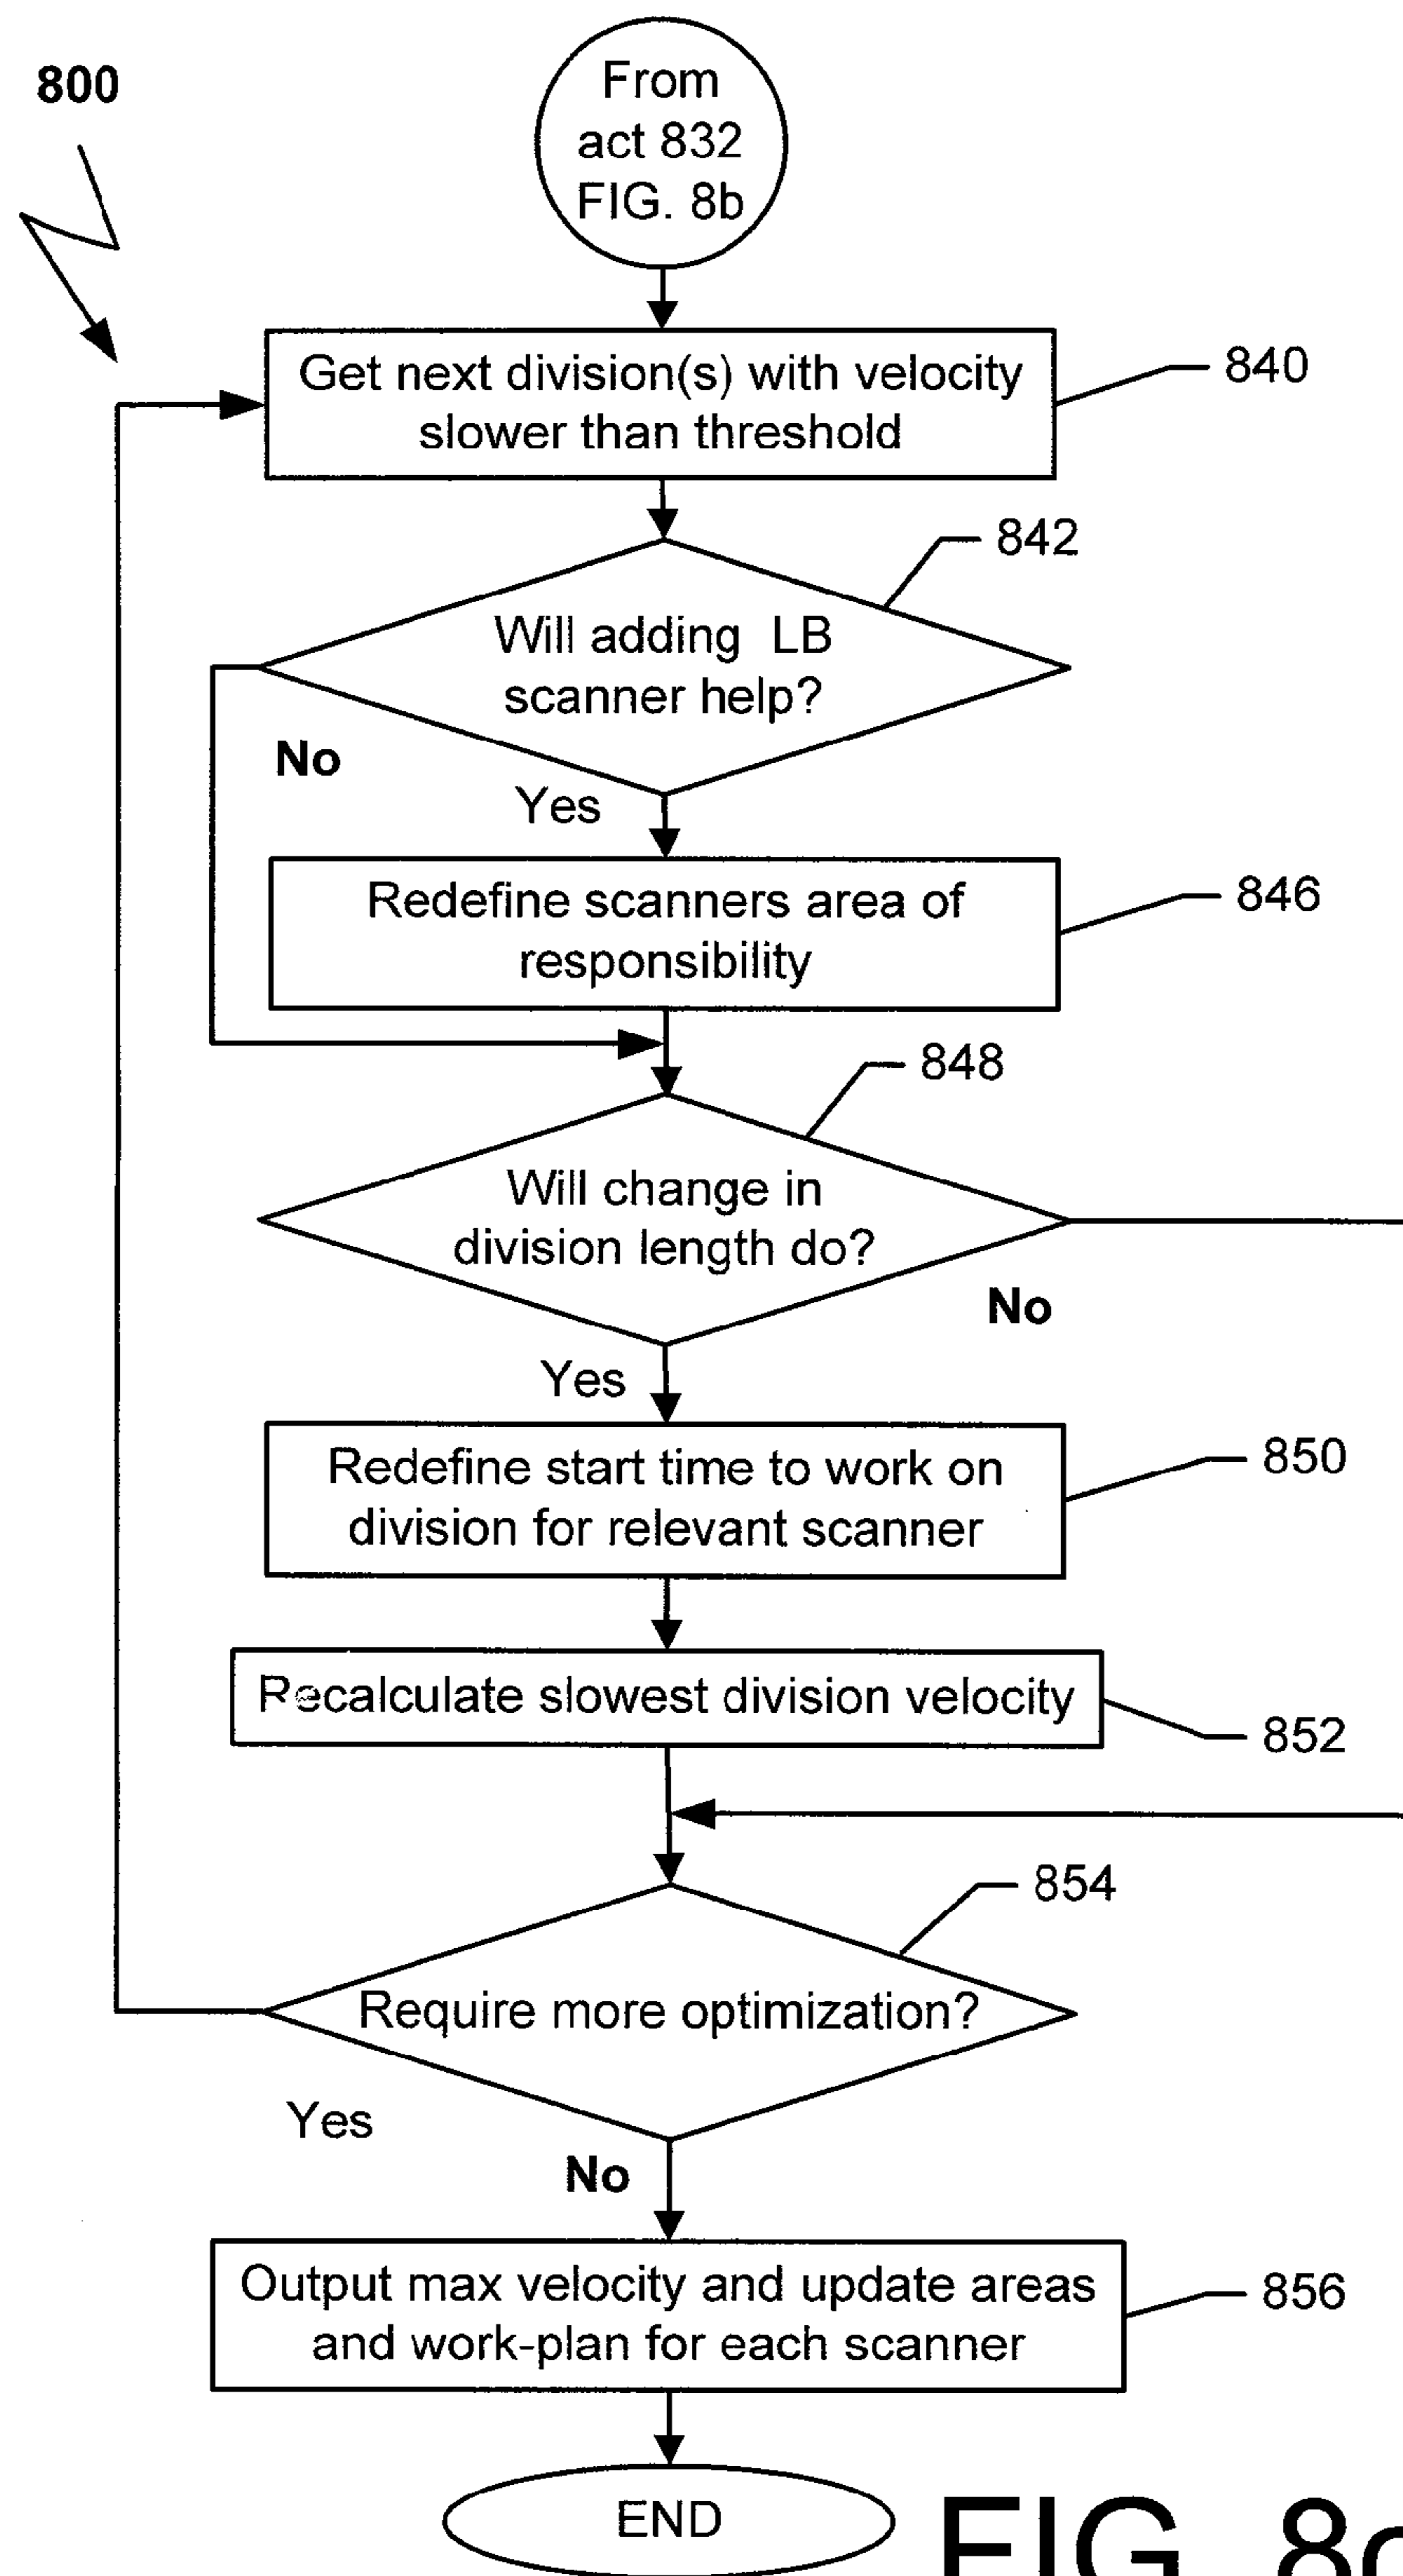 800
From
act 832
FIG. 8b
Get next division(s) with velocity
slower than threshold
840
842
Will adding LB
scanner help?
No
Yes
Redefine scanners area of
responsibility
846
848
Will change in
division length do?
No
Yes
Redefine start time to work on
division for relevant scanner
850
Recalculate slowest division velocity
852
854
Require more optimization?
Yes
No
Output max velocity and update areas
and work-plan for each scanner
856
END
FIG. 8c